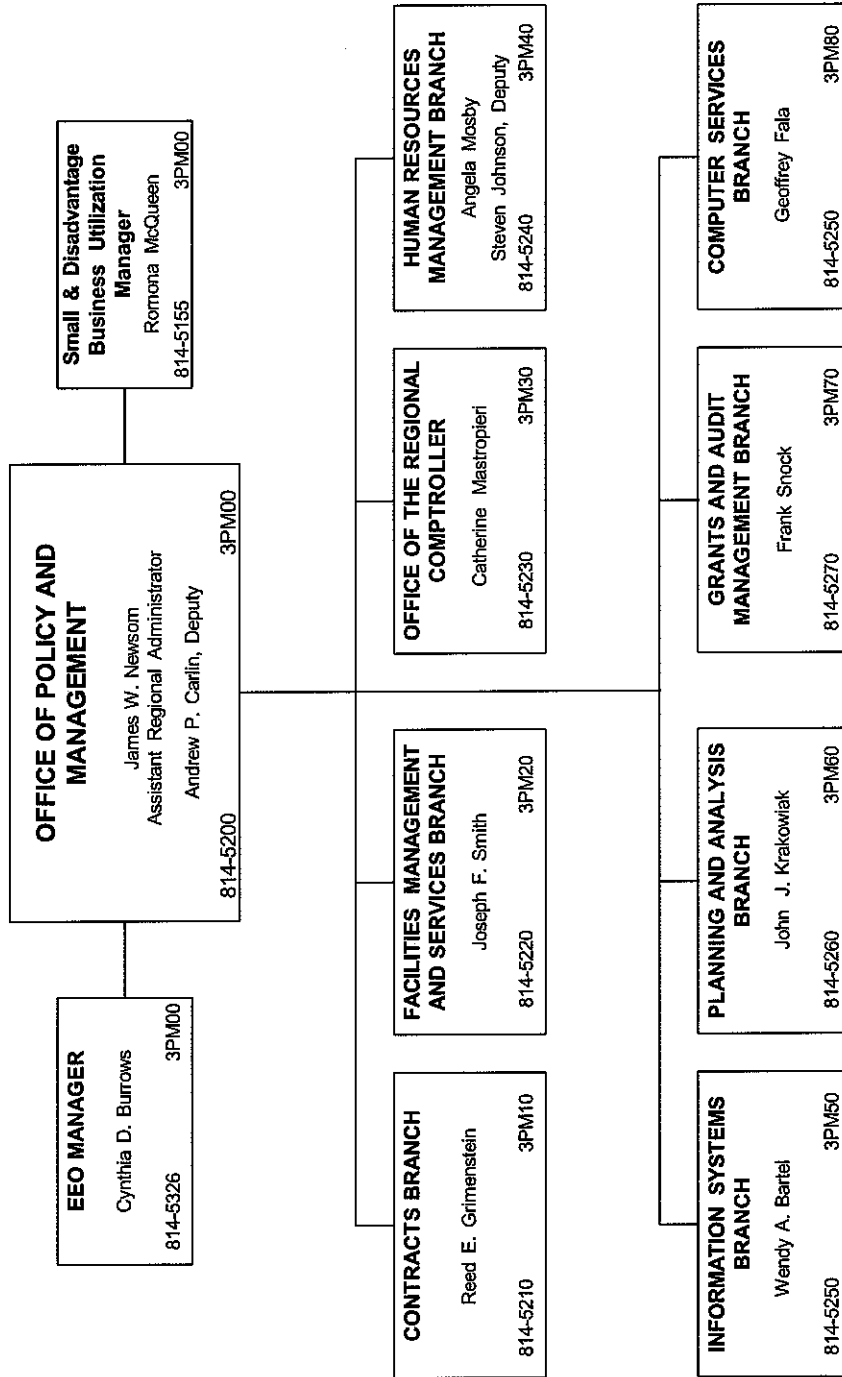 OFFICE OF POLICY AND
MANAGEMENT
James W. Newsom
Assistant Regional Administrator
Andrew P. Carlin, Deputy
814-5200 3PM00
EEO MANAGER
Cynthia D. Burrows
814-5326 3PM00
Small & Disadvantage
Business Utilization
Manager
Romona McQueen
814-5155 3PM00
CONTRACTS BRANCH
Reed E. Grimenstein
814-5210 3PM10
FACILITIES MANAGEMENT
AND SERVICES BRANCH
Joseph F. Smith
814-5220 3PM20
OFFICE OF THE REGIONAL
COMPTROLLER
Catherine Mastropieri
814-5230 3PM30
HUMAN RESOURCES
MANAGEMENT BRANCH
Angela Mosby
Steven Johnson, Deputy
814-5240 3PM40
INFORMATION SYSTEMS
BRANCH
Wendy A. Bartel
814-5250 3PM50
PLANNING AND ANALYSIS
BRANCH
John J. Krakowiak
814-5260 3PM60
GRANTS AND AUDIT
MANAGEMENT BRANCH
Frank Snock
814-5270 3PM70
COMPUTER SERVICES
BRANCH
Geoffrey Fala
814-5250 3PM80